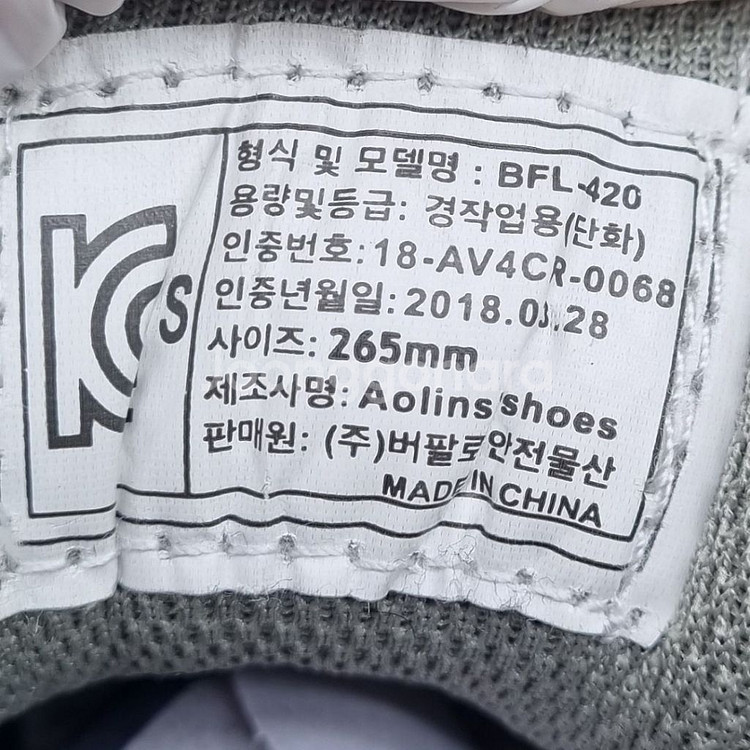 KCs
형식 및 모델명 : BFL-420
용량및등급: 경작업용(단화)
인증번호:18-AV4CR-0068
인증년월일:
사이즈: 265mm
제조사명: Aolins shoes
판매원: (주)버팔로안전물산
MADE IN CHINA